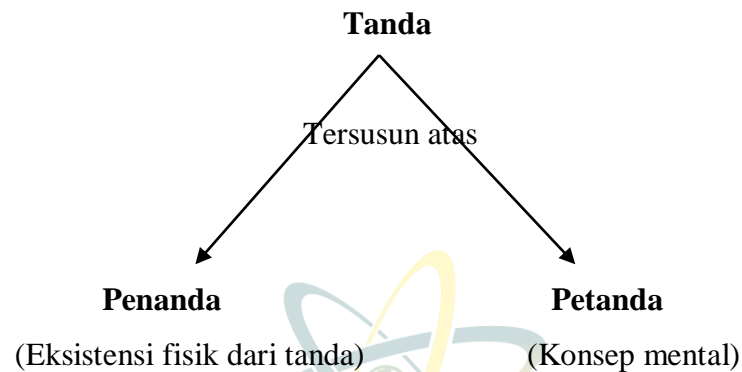 Tanda
Tersusun atas
Penanda Petanda
(Eksistensi fisik dari tanda) (Konsep mental)